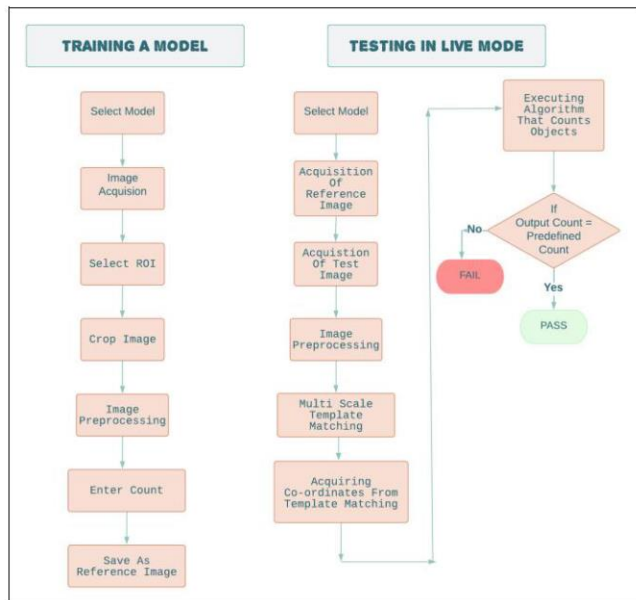 TRAINING A MODEL
Select Model
Image
Acquision
Select ROI
Crop Image
Image
Preprocessing
Enter Count
Save As
Reference Image
TESTING IN LIVE MODE
Select Model
Acquisition
Of
Reference
Image
Acquistion
Of Test
Image
Image
Preprocessing
Multi Scale
Template
Matching
Acquiring
Co-ordinates From
Template Matching
Executing
Algorithm
That Counts
Objects
If
Output Count =
Predefined
Count
No
FAIL
Yes
PASS